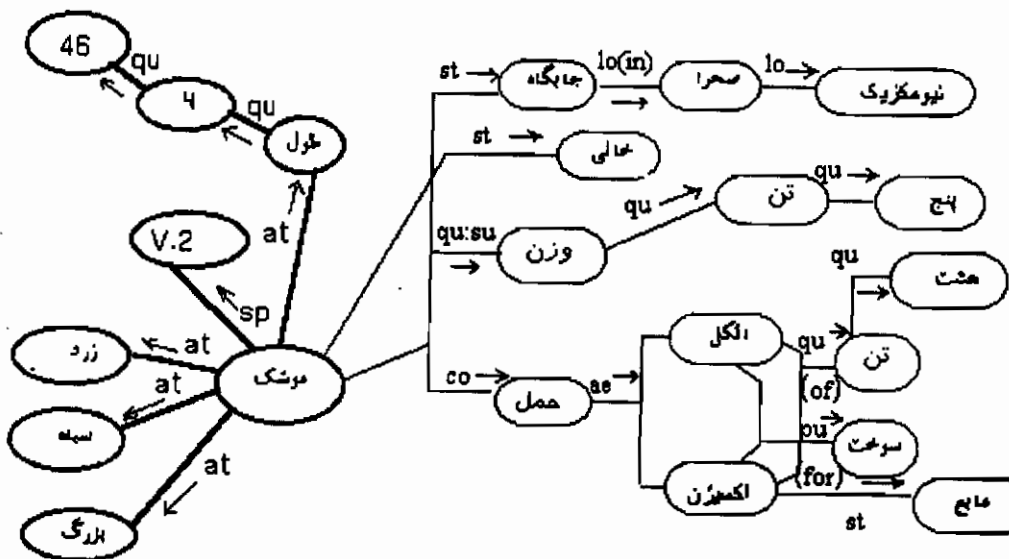 46
qu
4
qu
طول
at
V.2
sp
موشک
at
زرد
at
سیاه
at
بزرگ
st
جایگاه
lo(in)
صحرا
lo
نیومکزیک
st
خالی
qu:su
وزن
qu
تن
qu
پنج
co
حمل
ae
الکل
اکسیژن
qu
(of)
تن
qu
هشت
pu
(for)
سوخت
st
مایع